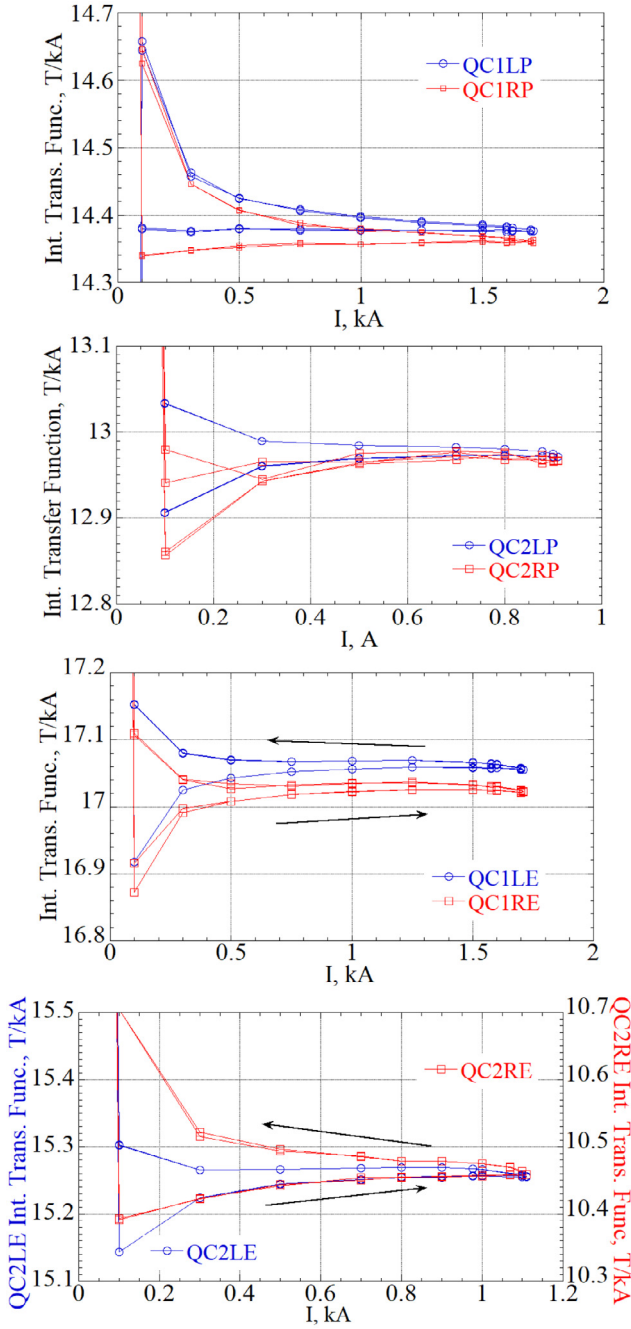 14.7
14.6
14.5
14.4
14.3
Int. Trans. Func., T/kA
QC1LP
QC1RP
0 0.5 1 1.5 2
I, kA
13.1
13
12.9
12.8
Int. Transfer Function, T/kA
QC2LP
QC2RP
0 0.2 0.4 0.6 0.8 1
I, A
17.2
17.1
17
16.9
16.8
Int. Trans. Func., T/kA
QC1LE
QC1RE
0 0.5 1 1.5 2
I, kA
15.5
15.4
15.3
15.2
15.1
QC2LE Int. Trans. Func., T/kA
QC2RE
QC2LE
10.7
10.6
10.5
10.4
10.3
QC2RE Int. Trans. Func, T/kA
0 0.2 0.4 0.6 0.8 1 1.2
I, kA